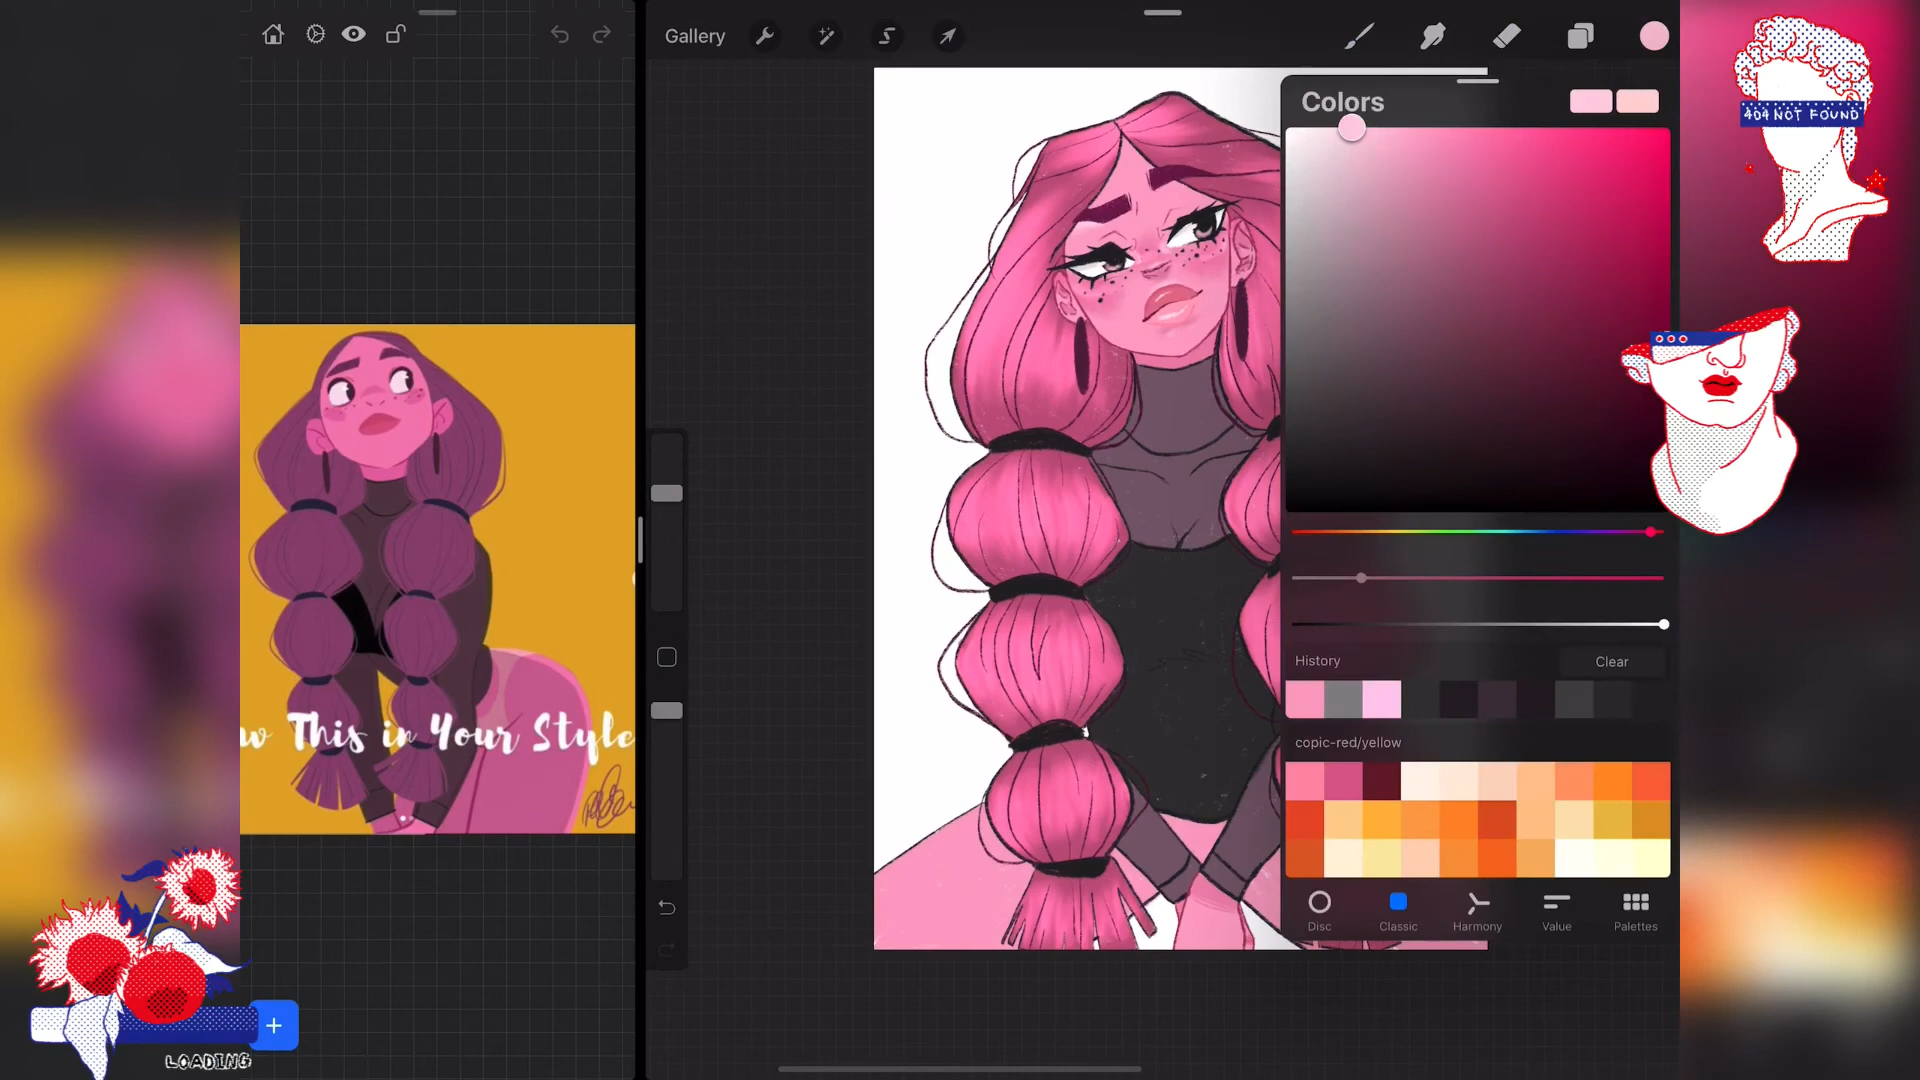 Gallery
Colors
404 NOT FOUND
History
Clear
w This in Your Style
copic-red/yellow
Disc
Classic
Harmony
Value
Palettes
LOADING